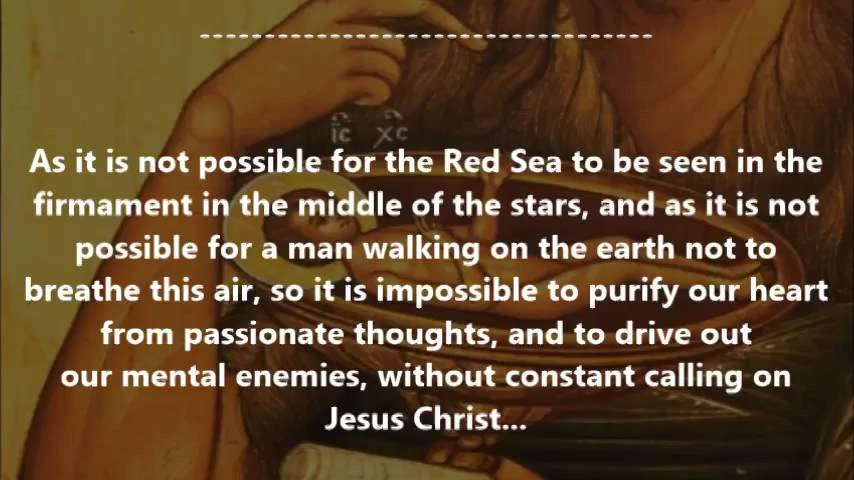 ---------------------------------
ic xc
As it is not possible for the Red Sea to be seen in the
firmament in the middle of the stars, and as it is not
possible for a man walking on the earth not to
breathe this air, so it is impossible to purify our heart
from passionate thoughts, and to drive out
our mental enemies, without constant calling on
Jesus Christ...